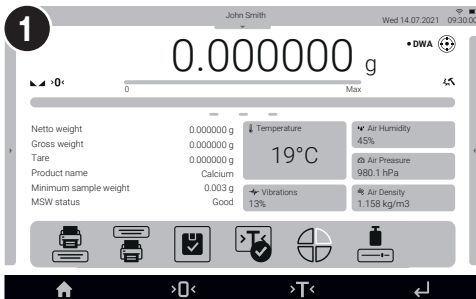 1
John Smith
Wed 14.07.2021 09:30:00
0.000000 g
DWA
>0<
0 Max
Netto weight 0.000000 g
Gross weight 0.000000 g
Tare 0.000000 g
Product name Calcium
Minimum sample weight 0.003 g
MSW status Good
Temperature
19°C
Vibrations
13%
Air Humidity
45%
Air Preasure
980.1 hPa
Air Density
1.158 kg/m3
>T<
>0< >T<